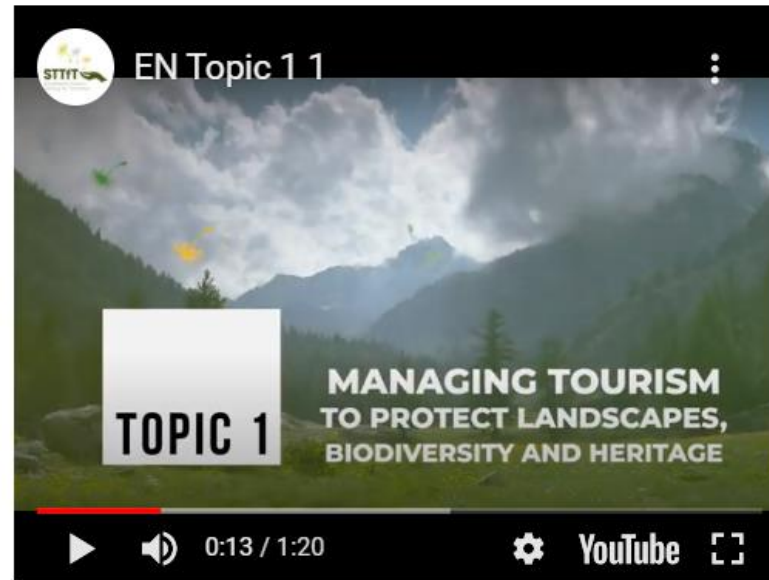 STTfT
EN Topic 1 1
TOPIC 1
MANAGING TOURISM
TO PROTECT LANDSCAPES,
BIODIVERSITY AND HERITAGE
0:13 / 1:20
YouTube